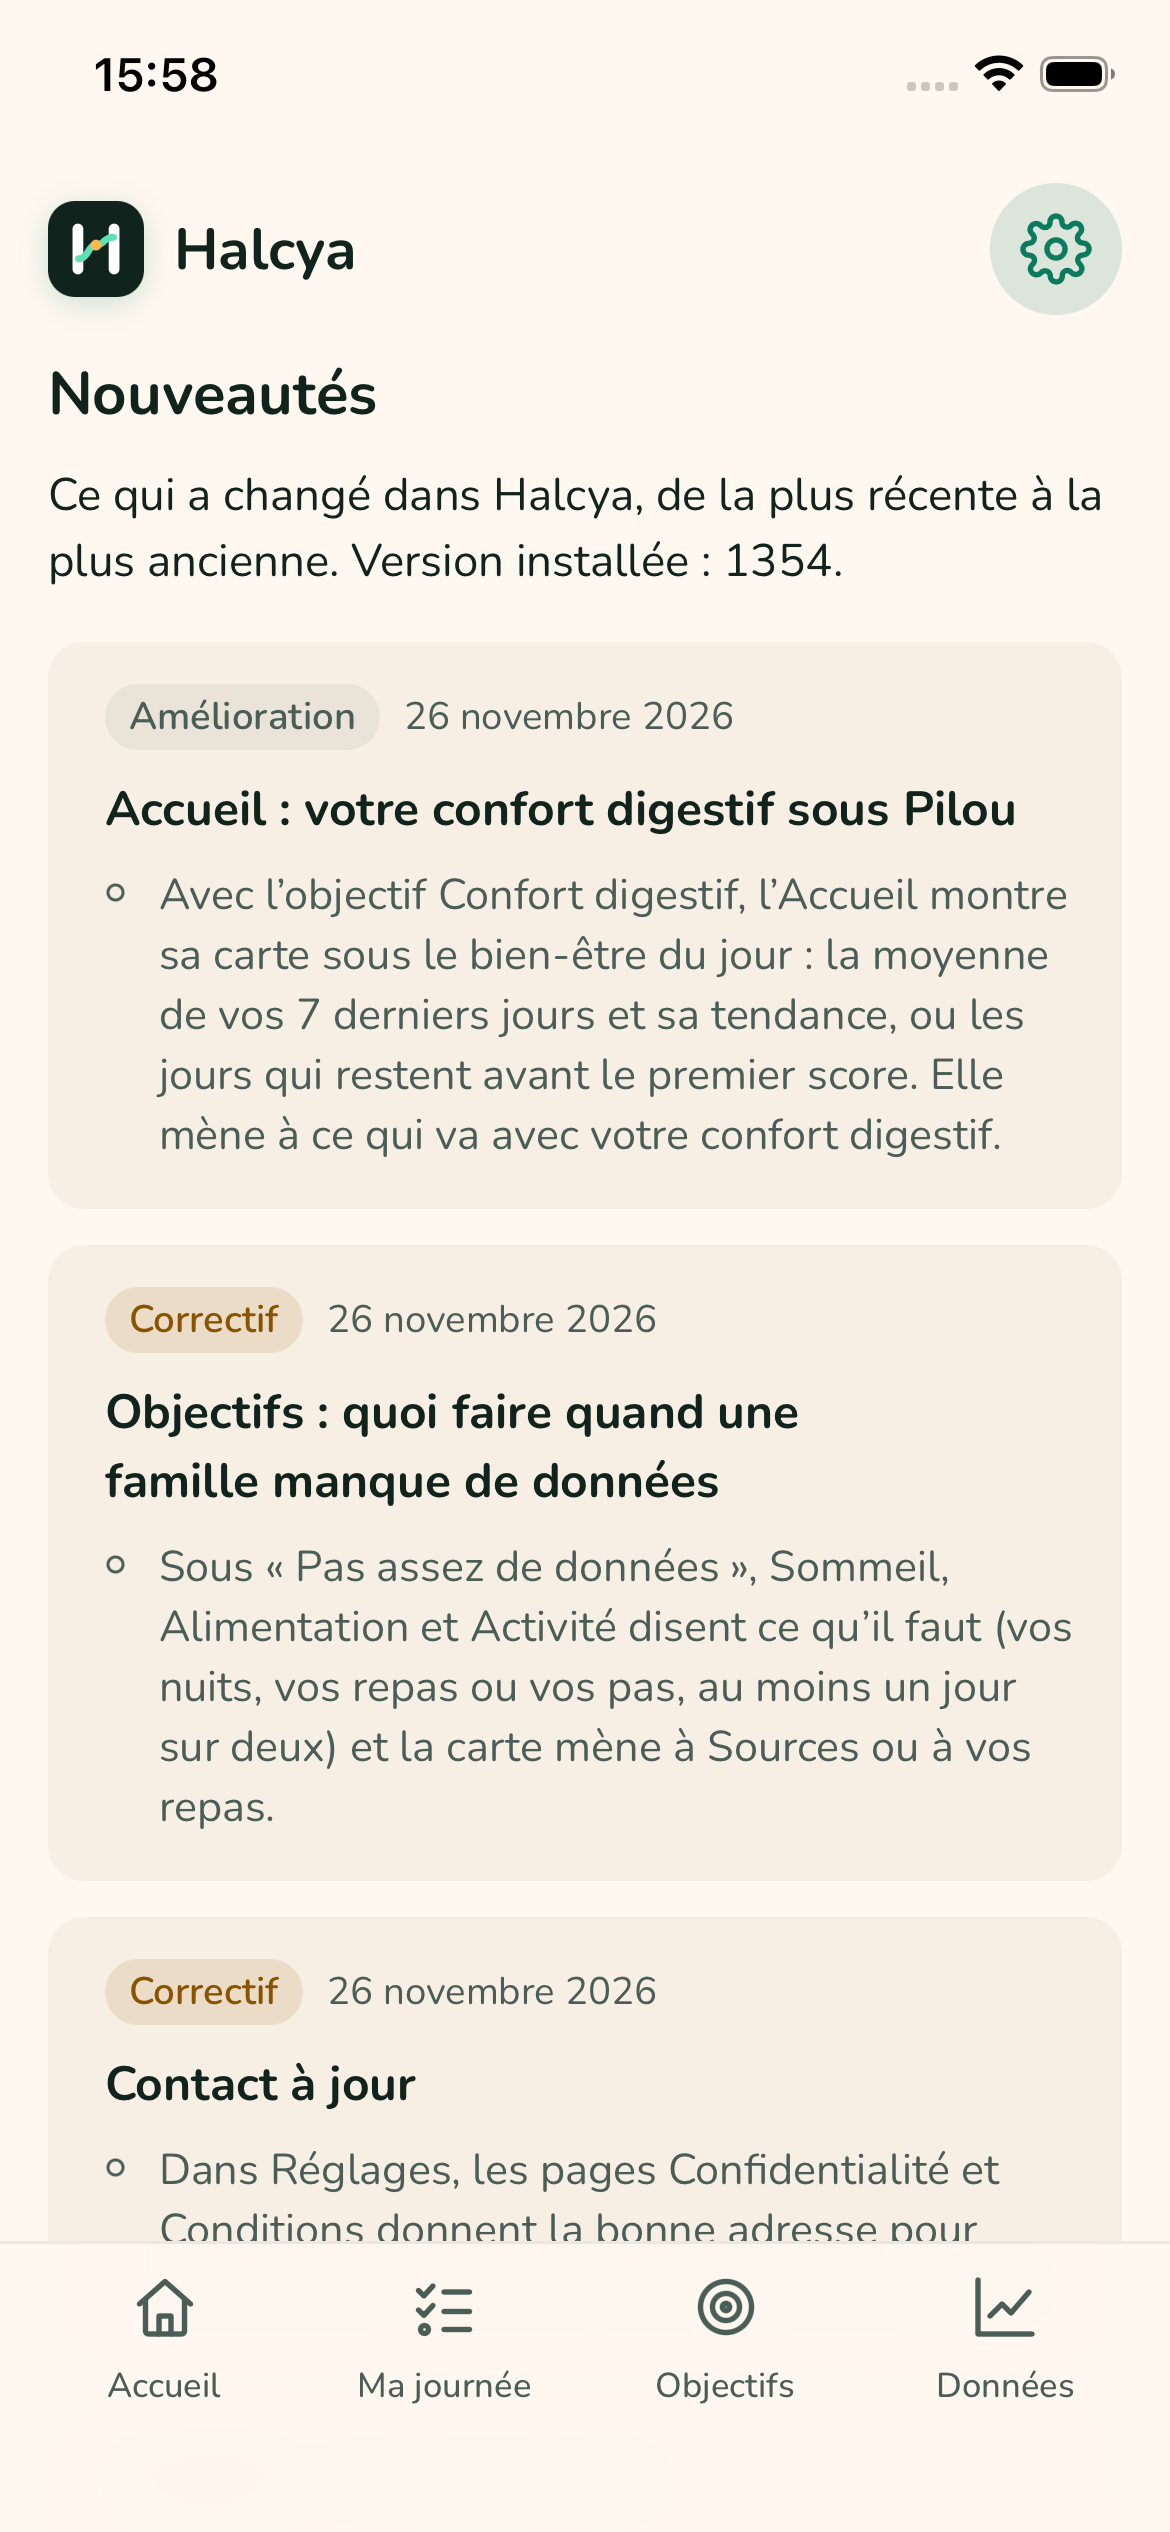 15:58
Halcya
Nouveautés
Ce qui a changé dans Halcya, de la plus récente à la
plus ancienne. Version installée : 1354.
Amélioration 26 novembre 2026
Accueil : votre confort digestif sous Pilou
Avec l’objectif Confort digestif, l’Accueil montre
sa carte sous le bien-être du jour : la moyenne
de vos 7 derniers jours et sa tendance, ou les
jours qui restent avant le premier score. Elle
mène à ce qui va avec votre confort digestif.
Correctif 26 novembre 2026
Objectifs : quoi faire quand une
famille manque de données
Sous « Pas assez de données », Sommeil,
Alimentation et Activité disent ce qu’il faut (vos
nuits, vos repas ou vos pas, au moins un jour
sur deux) et la carte mène à Sources ou à vos
repas.
Correctif 26 novembre 2026
Contact à jour
Dans Réglages, les pages Confidentialité et
Conditions donnent la bonne adresse pour
Accueil Ma journée Objectifs Données